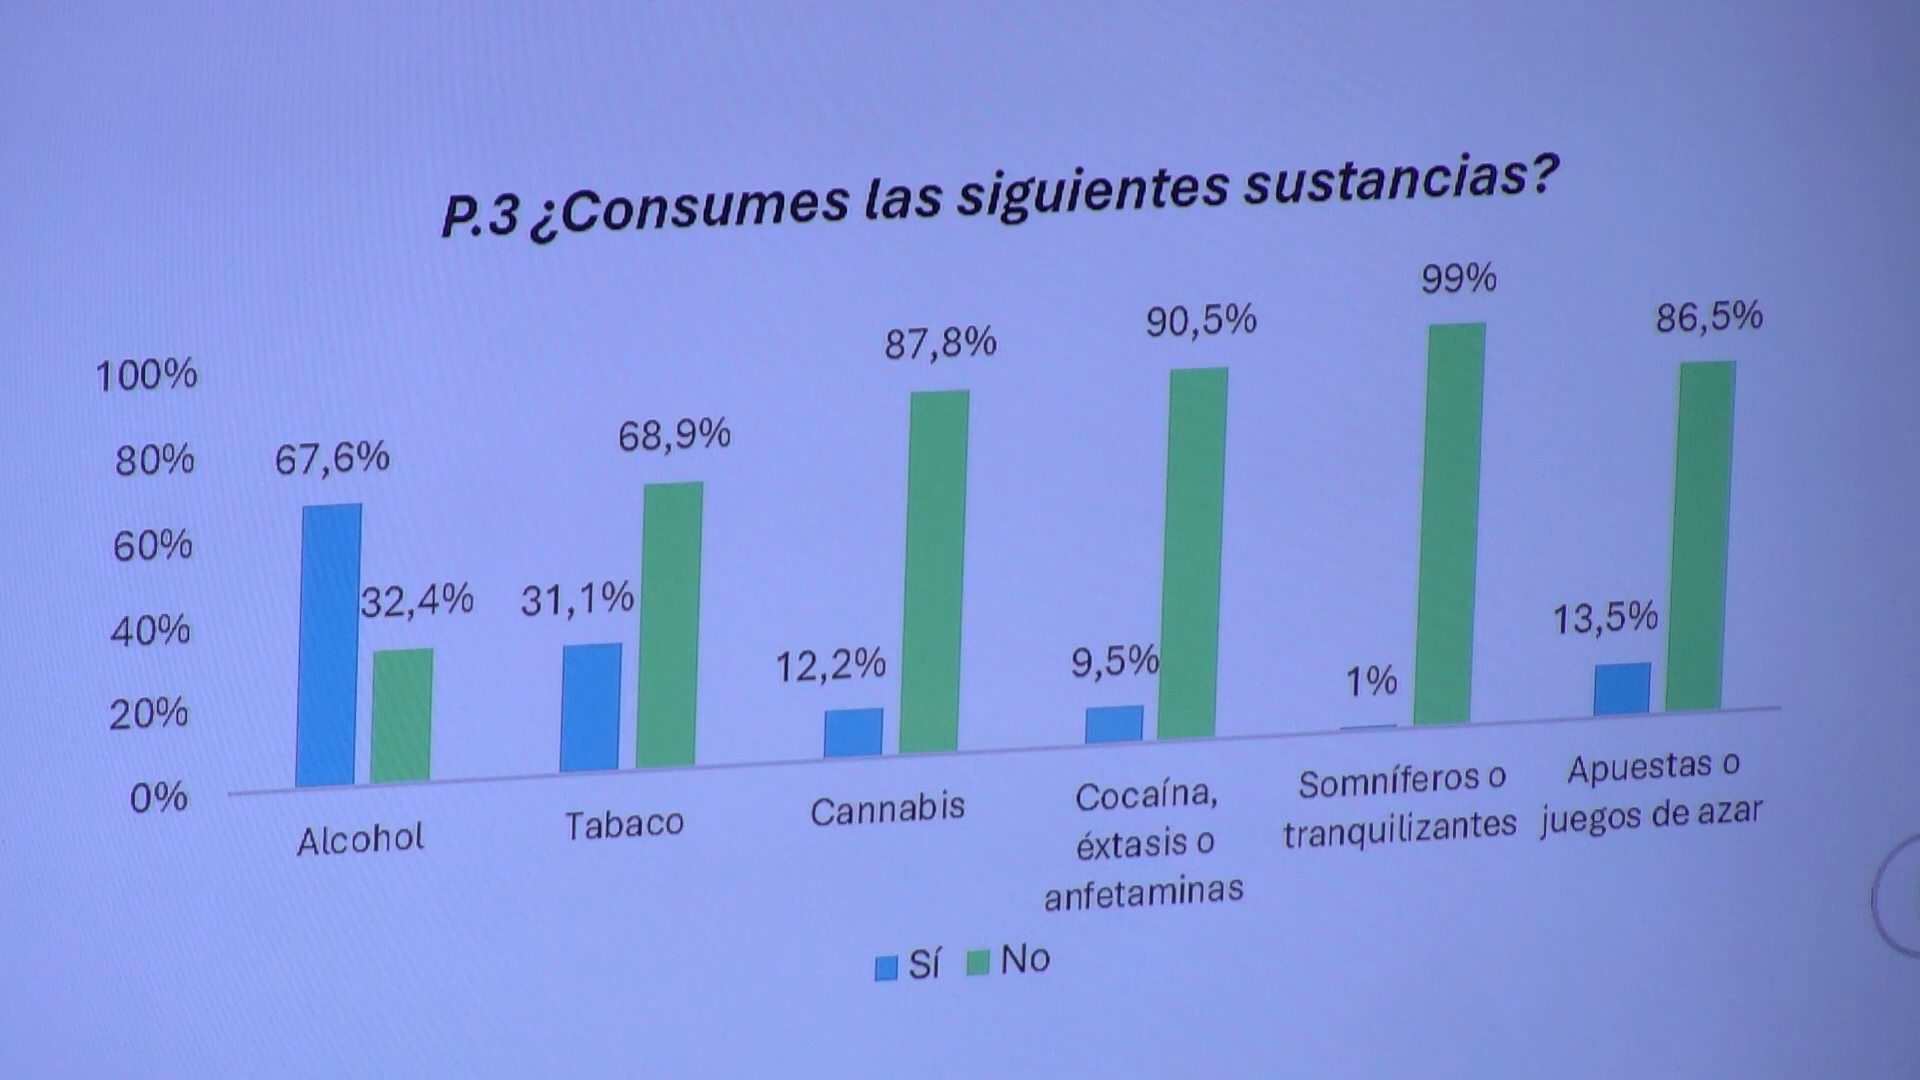 P.3 ¿Consumes las siguientes sustancias?
100%
80%
60%
40%
20%
0%
67,6%
32,4%
31,1%
68,9%
12,2%
87,8%
9,5%
90,5%
1%
99%
13,5%
86,5%
Alcohol
Tabaco
Cannabis
Cocaína,
éxtasis o
anfetaminas
Somníferos o
tranquilizantes
Apuestas o
juegos de azar
Sí
No